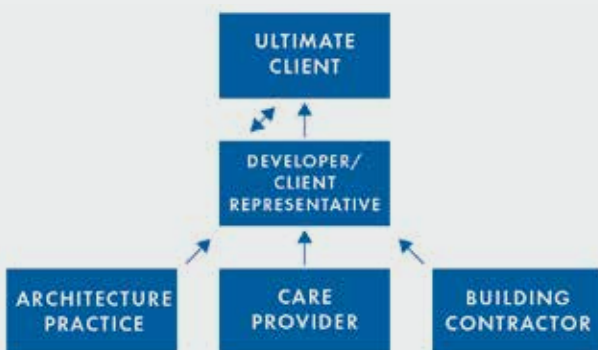 ULTIMATE
CLIENT
DEVELOPER/
CLIENT
REPRESENTATIVE
ARCHITECTURE
PRACTICE
CARE
PROVIDER
BUILDING
CONTRACTOR